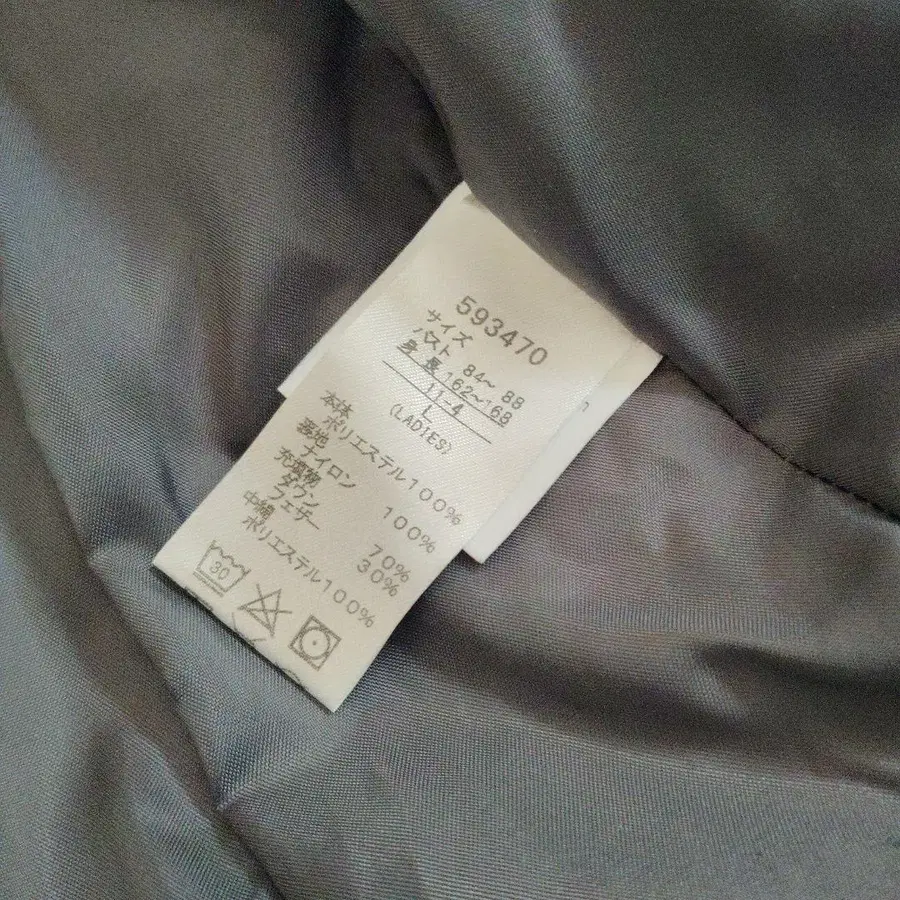 593470
サイズ
バスト 84～ 88
身 長 162～168
11-4
L
(LADIES)
本体
ポリエステル100%
裏地
ナイロン 100%
充填物
ダウン 70%
フェザー 30%
中綿
ポリエステル100%
30